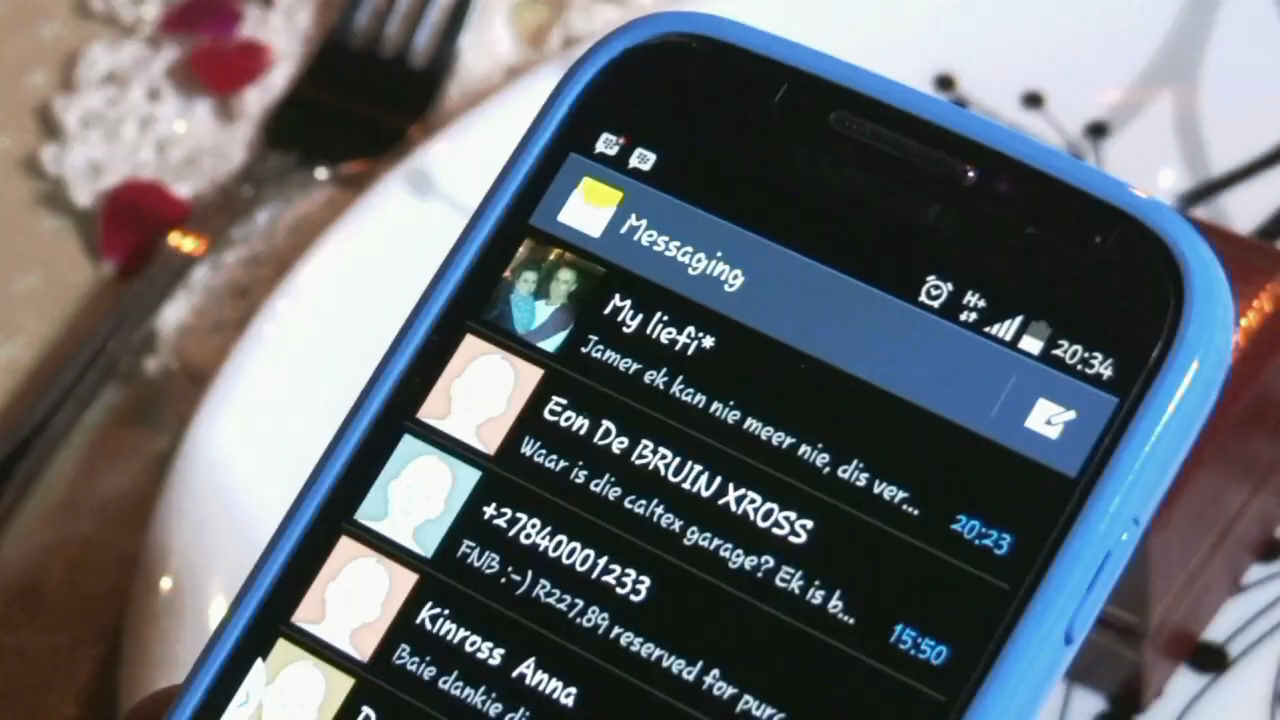 H+
20:34
Messaging
My liefi*
Jamer ek kan nie meer nie, dis ver...
20:23
Eon De BRUIN XROSS
Waar is die caltex garage? Ek is b...
15:50
+27840001233
FNB :-) R227.89 reserved for purc
Kinross Anna
Baie dankie di